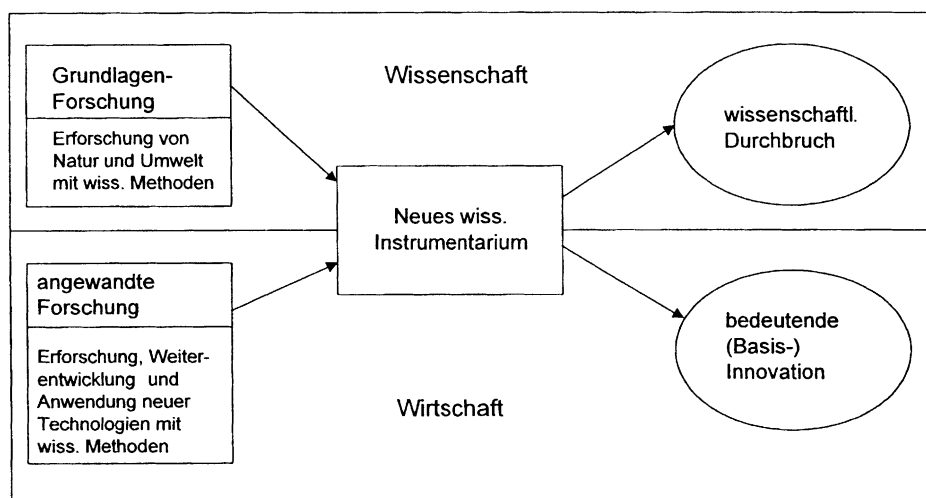 Grundlagen-
Forschung
Erforschung von
Natur und Umwelt
mit wiss. Methoden
Wissenschaft
wissenschaftl.
Durchbruch
Neues wiss.
Instrumentarium
angewandte
Forschung
Erforschung, Weiter-
entwicklung und
Anwendung neuer
Technologien mit
wiss. Methoden
Wirtschaft
bedeutende
(Basis-)
Innovation